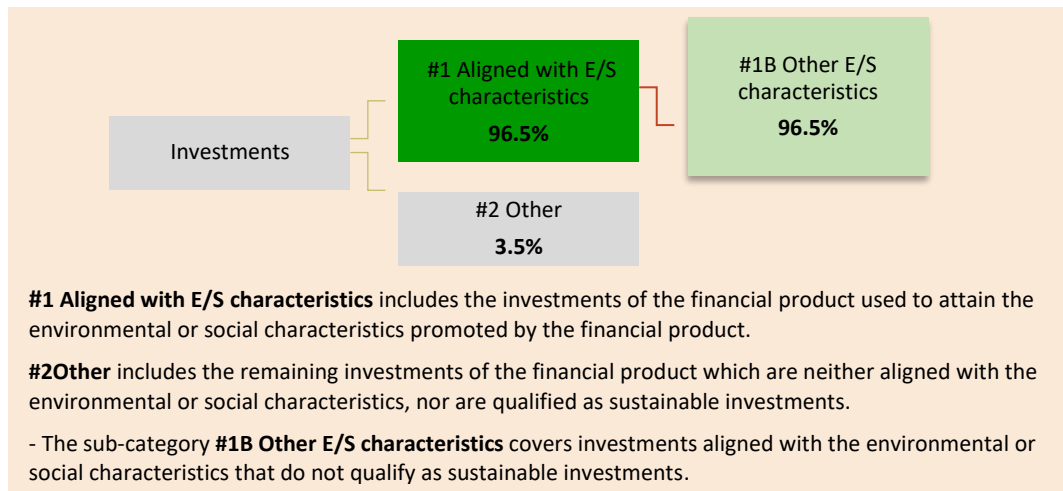 #1 Aligned with E/S
characteristics
96.5%
#1B Other E/S
characteristics
96.5%
Investments
#2 Other
3.5%
#1 Aligned with E/S characteristics includes the investments of the financial product used to attain the
environmental or social characteristics promoted by the financial product.
#2Other includes the remaining investments of the financial product which are neither aligned with the
environmental or social characteristics, nor are qualified as sustainable investments.
- The sub-category #1B Other E/S characteristics covers investments aligned with the environmental or
social characteristics that do not qualify as sustainable investments.